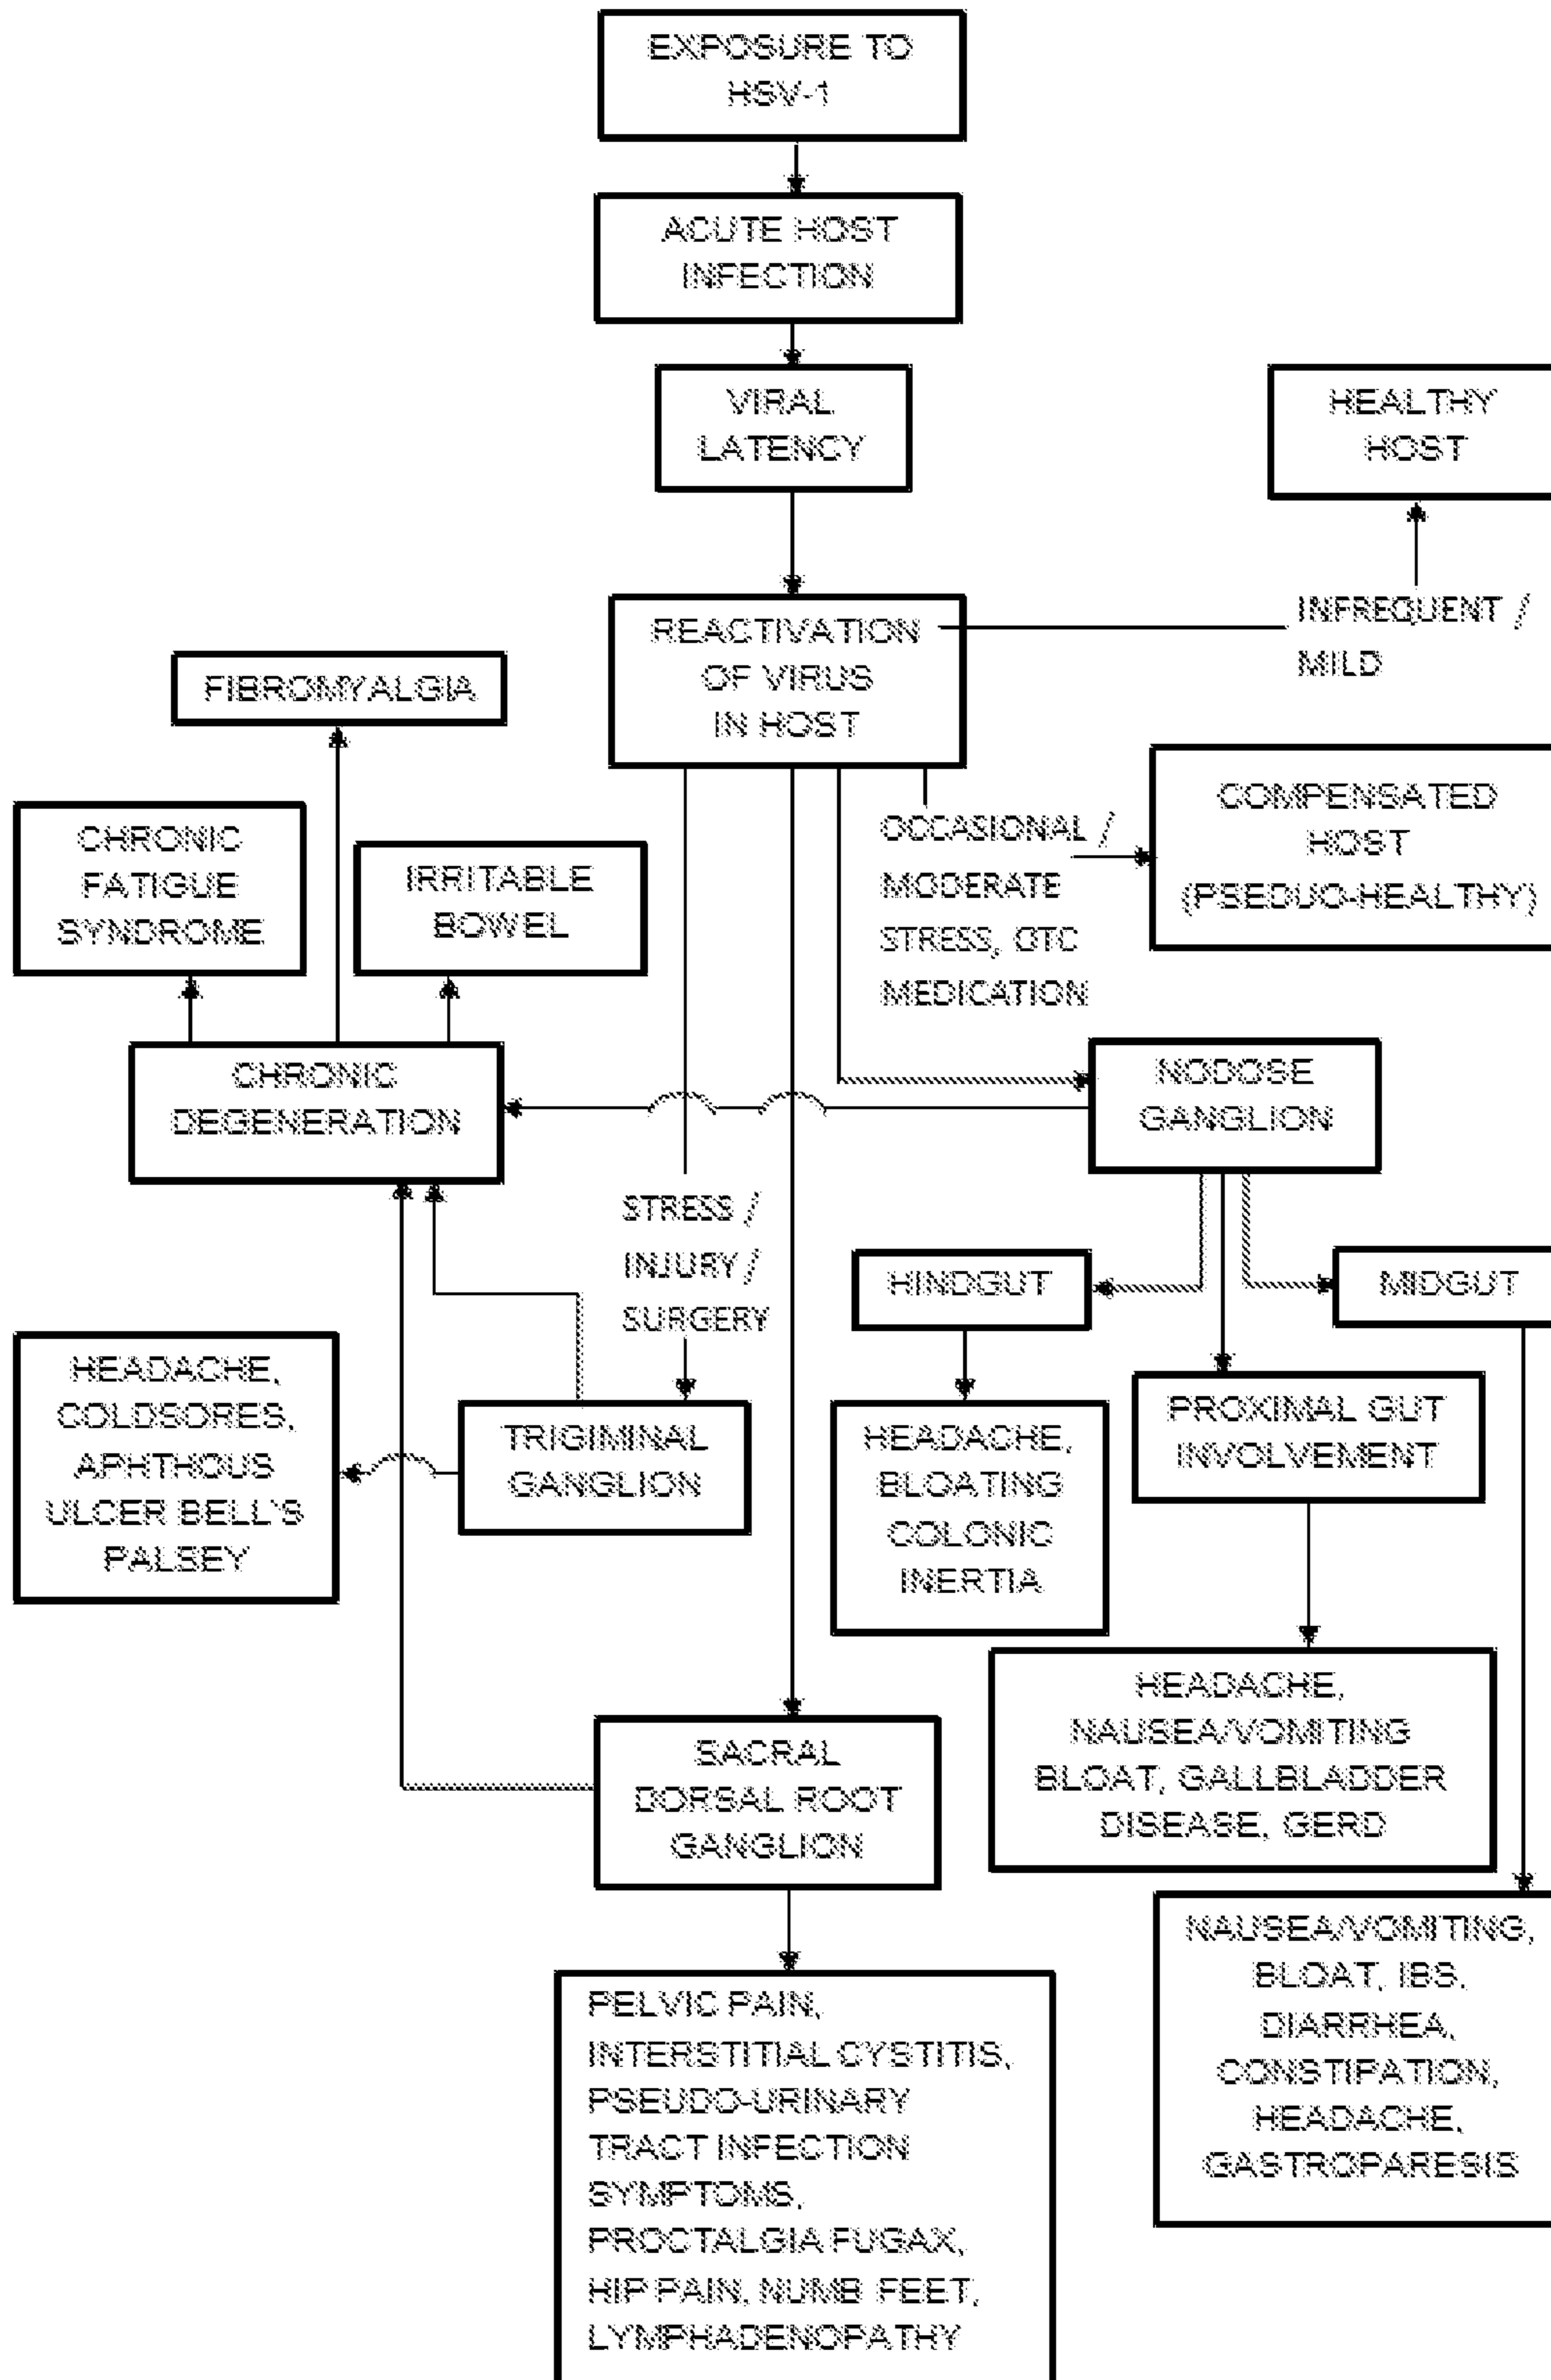 EXPOSURE TO
HSV-1
ACUTE HOST
INFECTION
VIRAL
LATENCY
HEALTHY
HOST
REACTIVATION
OF VIRUS
IN HOST
INFREQUENT /
MILD
FIBROMYALGIA
CHRONIC
FATIGUE
SYNDROME
IRRITABLE
BOWEL
OCCASIONAL /
MODERATE
STRESS, OTC
MEDICATION
COMPENSATED
HOST
(PSEDUO-HEALTHY)
CHRONIC
DEGENERATION
NODOSE
GANGLION
STRESS /
INJURY /
SURGERY
HINDGUT
MIDGUT
HEADACHE,
COLDSORES,
APHTHOUS
ULCER BELL'S
PALSEY
TRIGIMINAL
GANGLION
HEADACHE,
BLOATING
COLONIC
INERTIA
PROXIMAL GUT
INVOLVEMENT
HEADACHE,
NAUSEA/VOMITING
BLOAT, GALLBLADDER
DISEASE, GERD
SACRAL
DORSAL ROOT
GANGLION
NAUSEA/VOMITING,
BLOAT, IBS,
DIARRHEA,
CONSTIPATION,
HEADACHE,
GASTROPARESIS
PELVIC PAIN,
INTERSTITIAL CYSTITIS,
PSEUDO-URINARY
TRACT INFECTION
SYMPTOMS,
PROCTALGIA FUGAX,
HIP PAIN, NUMB FEET,
LYMPHADENOPATHY